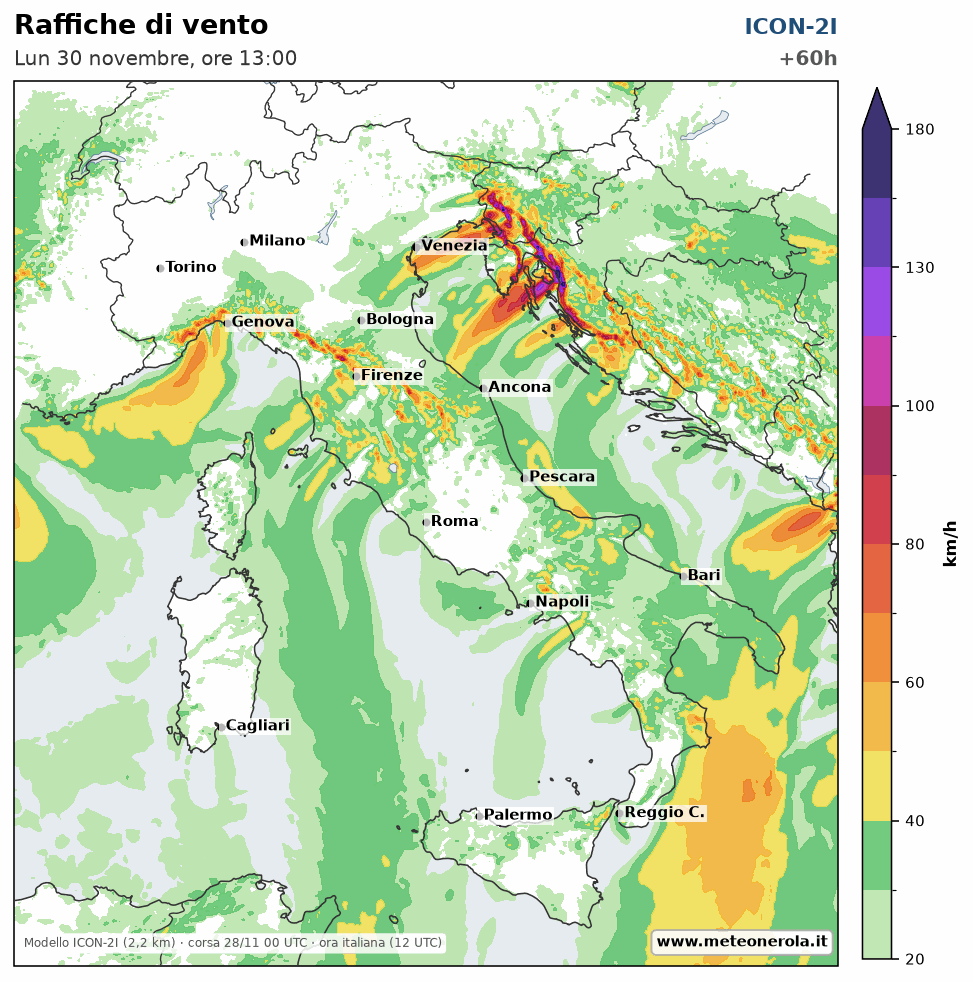 Raffiche di vento
ICON-2I
Lun 30 novembre, ore 13:00
+60h
Milano
Venezia
Torino
Genova
Bologna
Firenze
Ancona
Pescara
Roma
Bari
Napoli
Cagliari
Palermo
Reggio C.
180
130
100
80
60
40
20
km/h
Modello ICON-2I (2,2 km) · corsa 28/11 00 UTC · ora italiana (12 UTC)
www.meteonerola.it